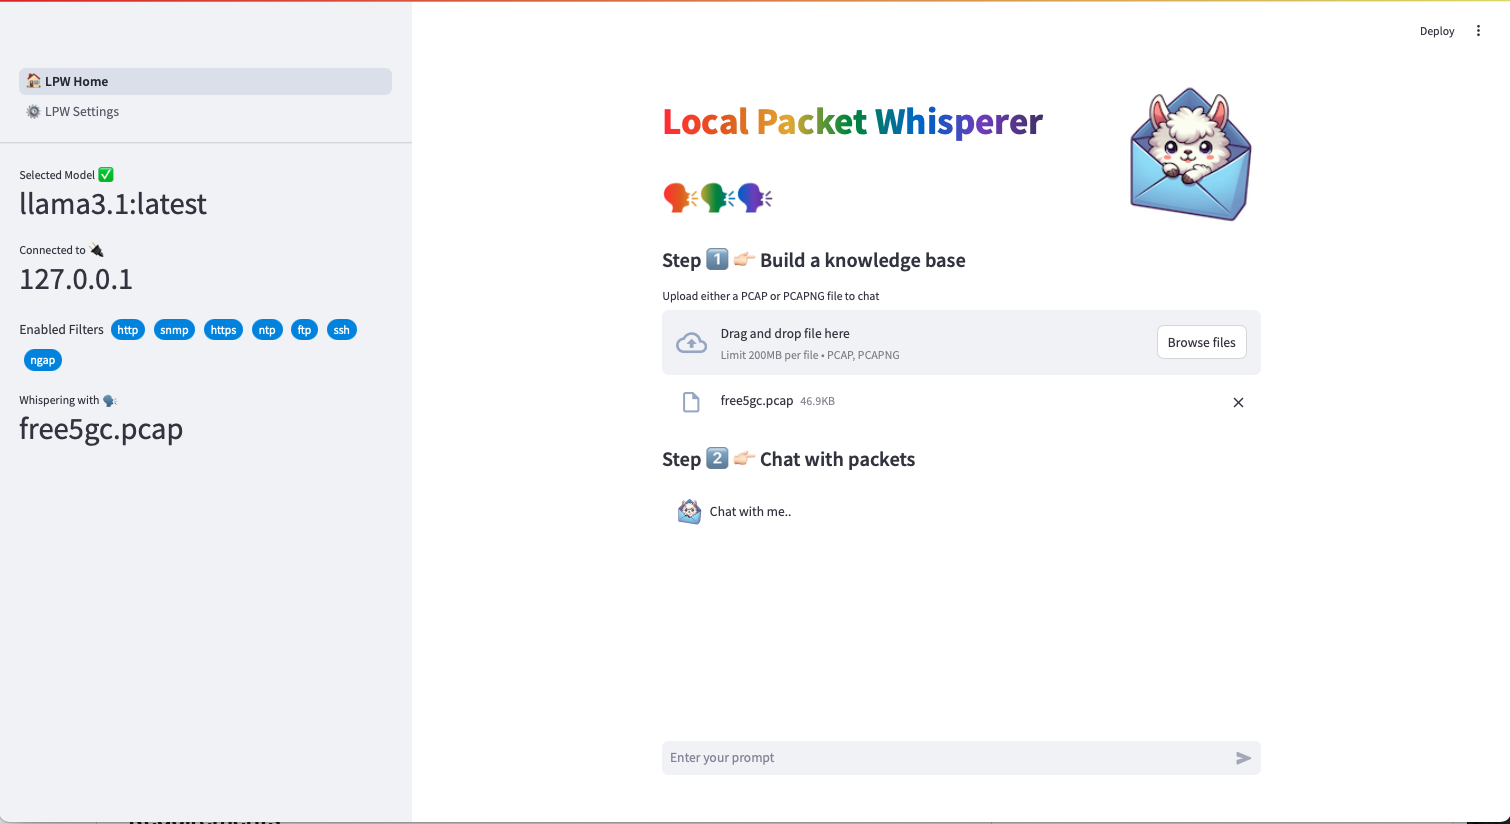 Deploy
LPW Home
LPW Settings
Selected Model
llama3.1:latest
Connected to
127.0.0.1
Enabled Filters http snmp https ntp ftp ssh
ngap
Whispering with
free5gc.pcap
Local Packet Whisperer
Step 1 Build a knowledge base
Upload either a PCAP or PCAPNG file to chat
Drag and drop file here
Limit 200MB per file • PCAP, PCAPNG
Browse files
free5gc.pcap 46.9KB
Step 2 Chat with packets
Chat with me..
Enter your prompt